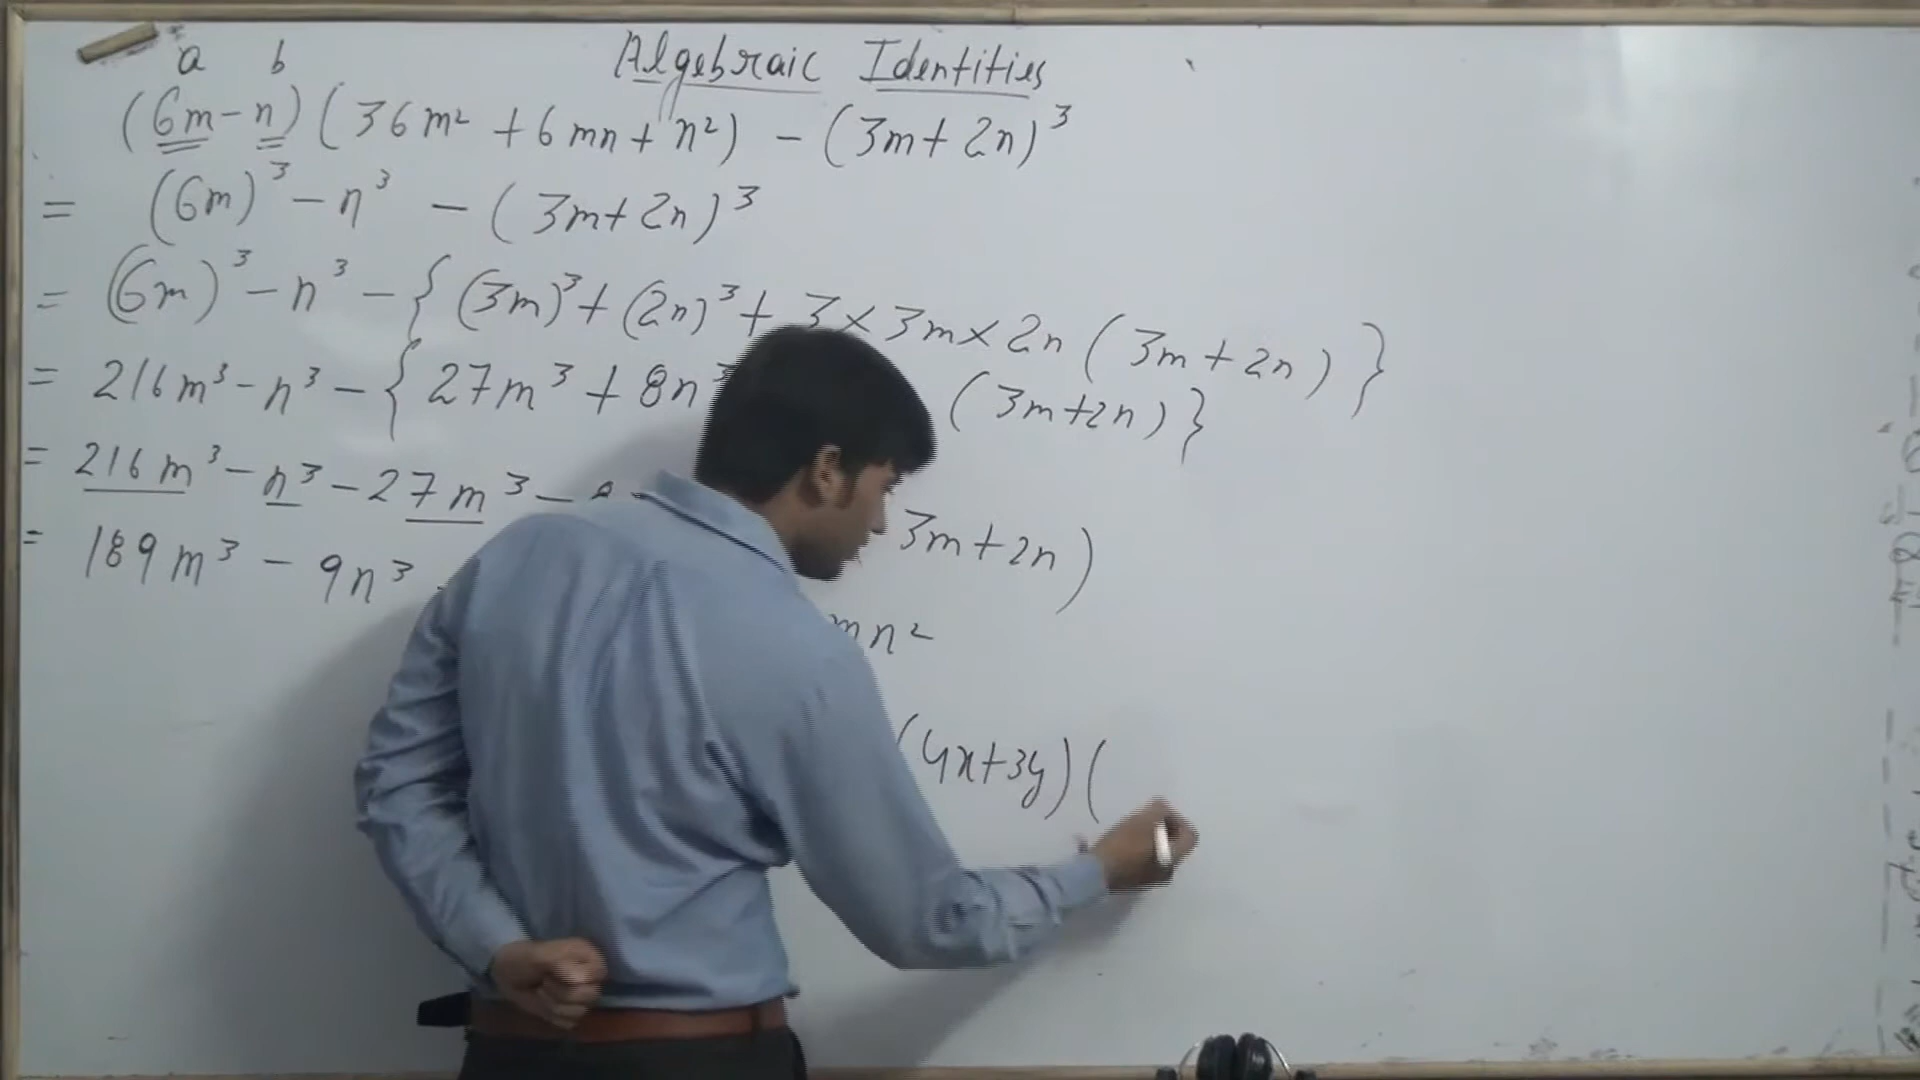 Algebraic Identities
a b
(6m-n)(36m² +6mn+n²) - (3m+2n)³
= (6m)³ - n³ - (3m+2n)³
= (6m)³ - n³ - { (3m)³ + (2n)³ + 3×3m×2n (3m+2n) }
= 216m³ - n³ - { 27m³ + 8n³ (3m+2n) }
= 216m³ - n³ - 27m³ - 3m+2n)
= 189m³ - 9n³
mn²
(4x+3y)(